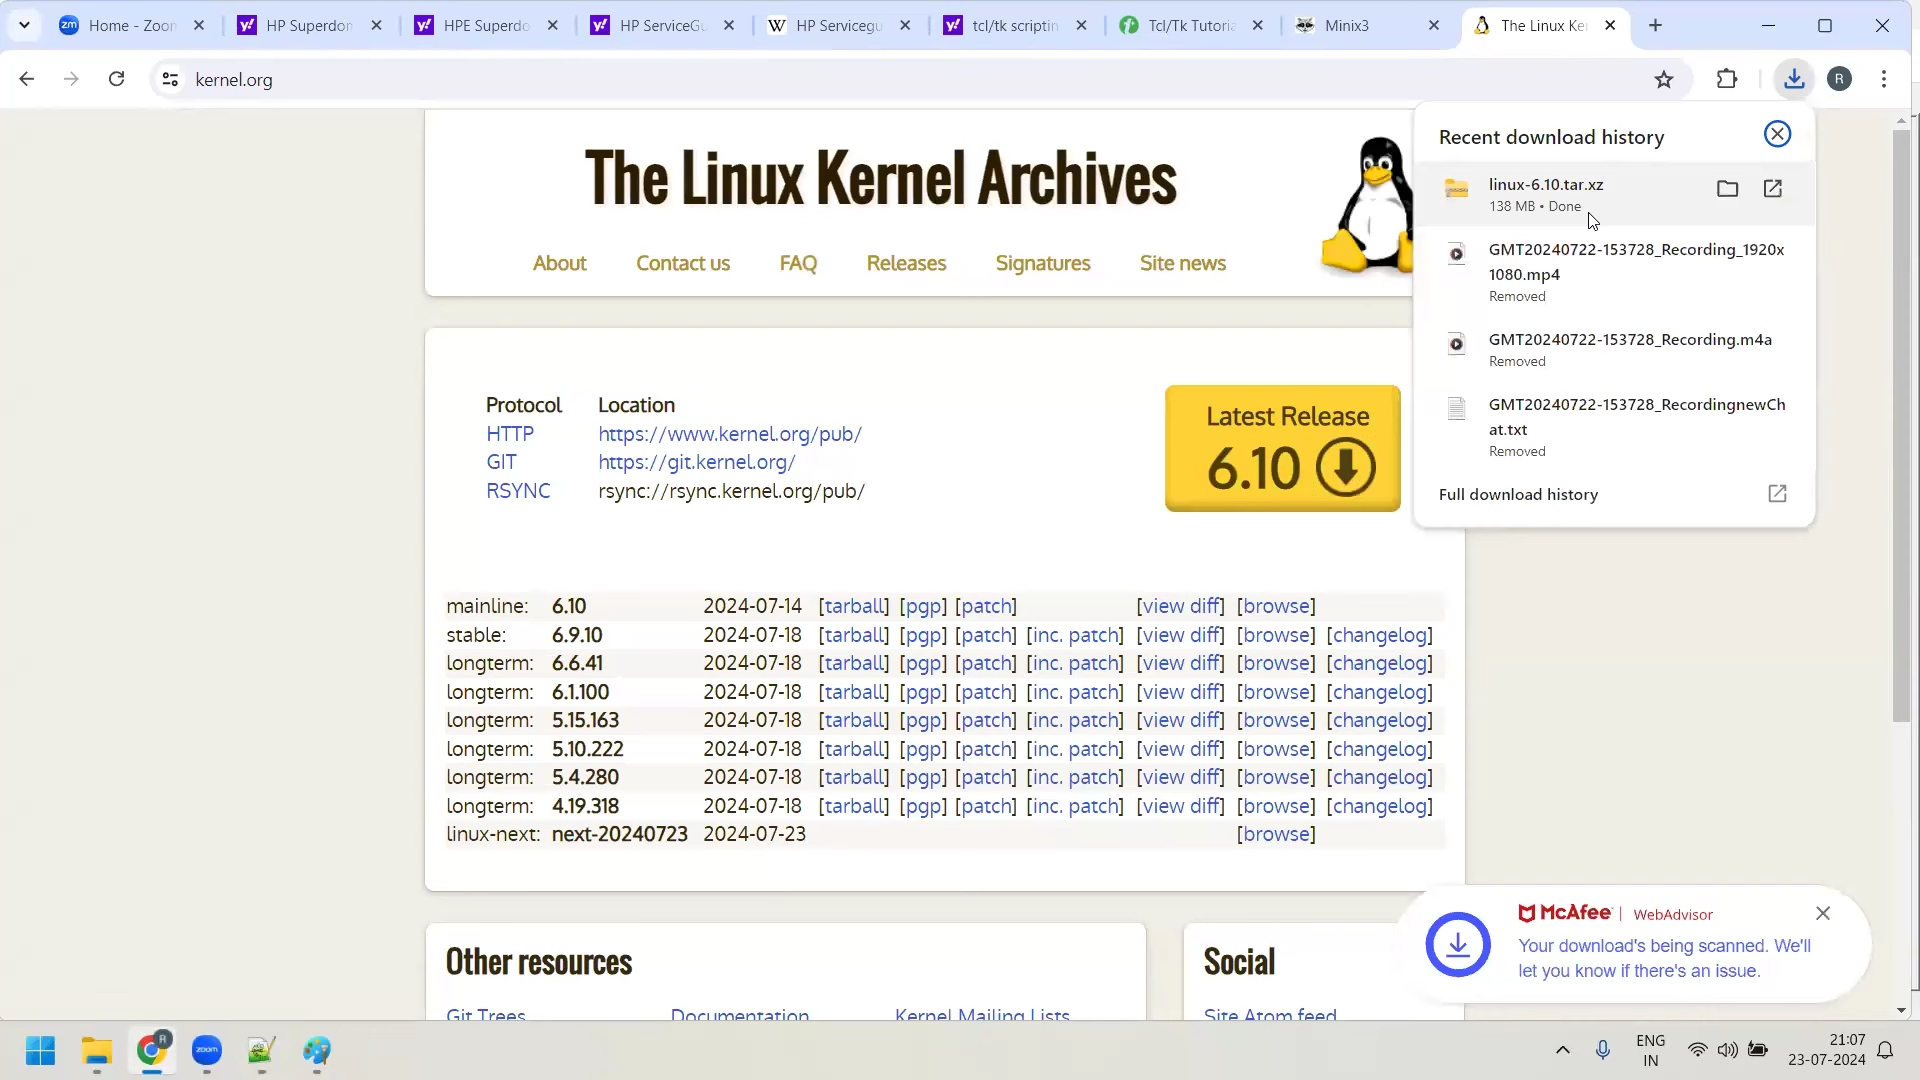 Home - Zoom
HP Superdon
HPE Superdo
HP ServiceGu
HP Servicegu
tcl/tk scriptin
Tcl/Tk Tutoria
Minix3
The Linux Ke
kernel.org
R
The Linux Kernel Archives
About
Contact us
FAQ
Releases
Signatures
Site news
Recent download history
linux-6.10.tar.xz
138 MB • Done
GMT20240722-153728_Recording_1920x
1080.mp4
Removed
GMT20240722-153728_Recording.m4a
Removed
GMT20240722-153728_RecordingnewCh
at.txt
Removed
Full download history
Protocol Location
HTTP https://www.kernel.org/pub/
GIT https://git.kernel.org/
RSYNC rsync://rsync.kernel.org/pub/
Latest Release
6.10
mainline: 6.10 2024-07-14 [tarball] [pgp] [patch] [view diff] [browse]
stable: 6.9.10 2024-07-18 [tarball] [pgp] [patch] [inc. patch] [view diff] [browse] [changelog]
longterm: 6.6.41 2024-07-18 [tarball] [pgp] [patch] [inc. patch] [view diff] [browse] [changelog]
longterm: 6.1.100 2024-07-18 [tarball] [pgp] [patch] [inc. patch] [view diff] [browse] [changelog]
longterm: 5.15.163 2024-07-18 [tarball] [pgp] [patch] [inc. patch] [view diff] [browse] [changelog]
longterm: 5.10.222 2024-07-18 [tarball] [pgp] [patch] [inc. patch] [view diff] [browse] [changelog]
longterm: 5.4.280 2024-07-18 [tarball] [pgp] [patch] [inc. patch] [view diff] [browse] [changelog]
longterm: 4.19.318 2024-07-18 [tarball] [pgp] [patch] [inc. patch] [view diff] [browse] [changelog]
linux-next: next-20240723 2024-07-23 [browse]
Other resources
Git Trees
Documentation
Kernel Mailing Lists
Social
Site Atom feed
McAfee | WebAdvisor
Your download's being scanned. We'll
let you know if there's an issue.
R
zoom
ENG
IN
21:07
23-07-2024